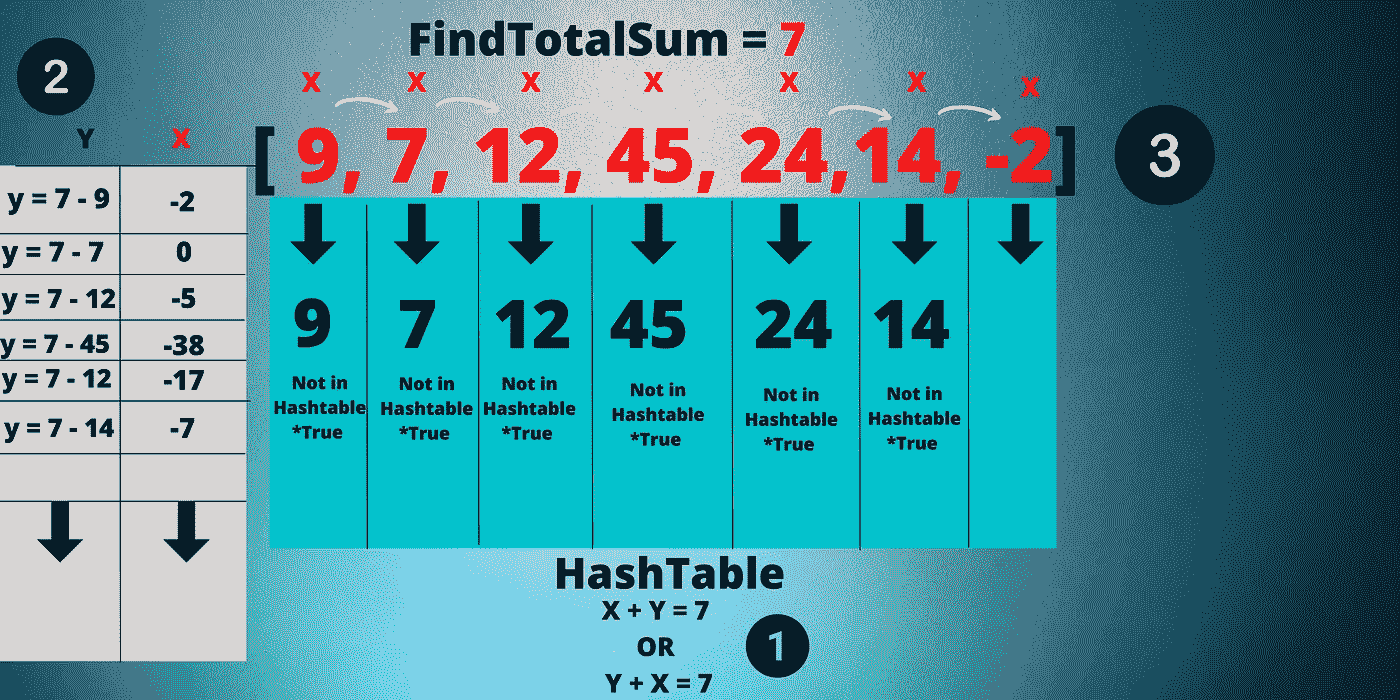 FindTotalSum = 7
2
X X X X X X X
Y X
[ 9, 7, 12, 45, 24, 14, -2]
3
y = 7 - 9 -2
y = 7 - 7 0
y = 7 - 12 -5
y = 7 - 45 -38
y = 7 - 12 -17
y = 7 - 14 -7
9 7 12 45 24 14
Not in Not in Not in Not in Not in Not in
Hashtable Hashtable Hashtable Hashtable Hashtable Hashtable
*True *True *True *True *True *True
HashTable
X + Y = 7
OR
1
Y + X = 7